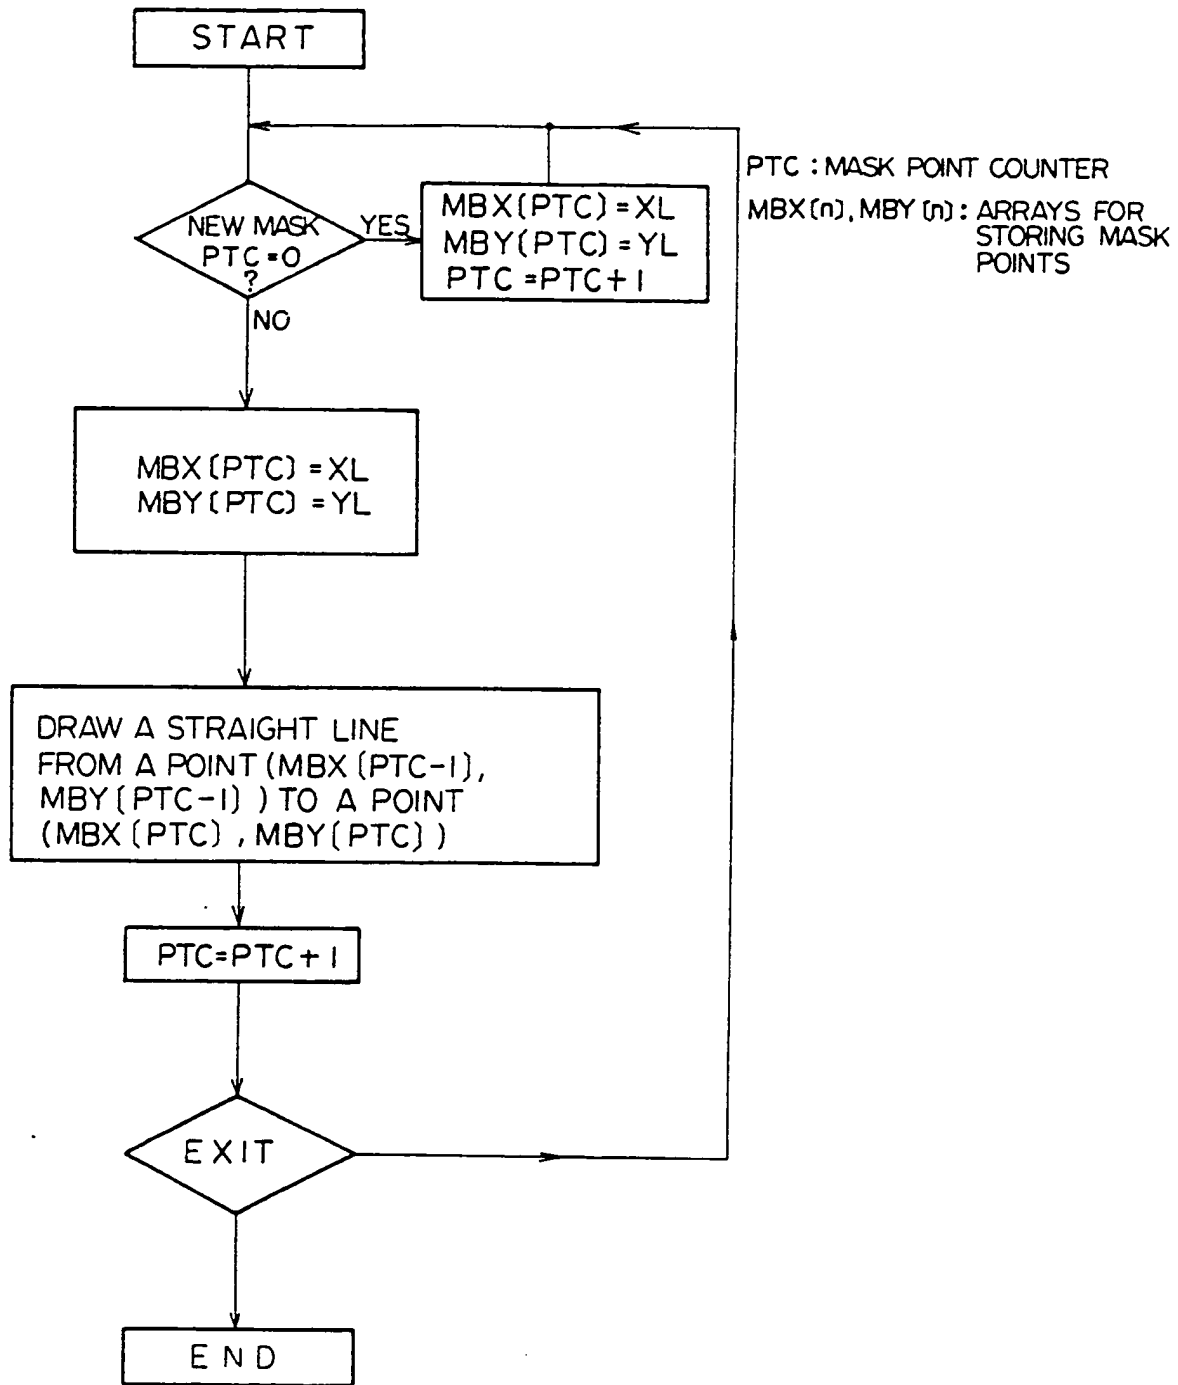 START
NEW MASK
PTC=0
?
YES
NO
MBX(PTC)=XL
MBY(PTC)=YL
PTC=PTC+1
PTC : MASK POINT COUNTER
MBX(n), MBY(n) : ARRAYS FOR
STORING MASK
POINTS
MBX(PTC) = XL
MBY(PTC) = YL
DRAW A STRAIGHT LINE
FROM A POINT (MBX(PTC-1),
MBY(PTC-1)) TO A POINT
(MBX(PTC), MBY(PTC))
PTC=PTC+1
EXIT
END